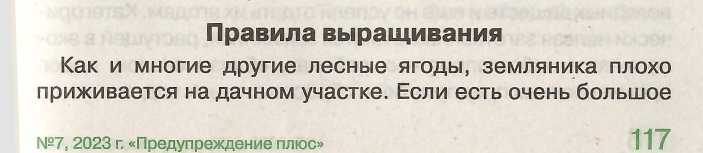 Правила выращивания
Как и многие другие лесные ягоды, земляника плохо
приживается на дачном участке. Если есть очень большое
№7, 2023 г. «Предупреждение плюс» 117